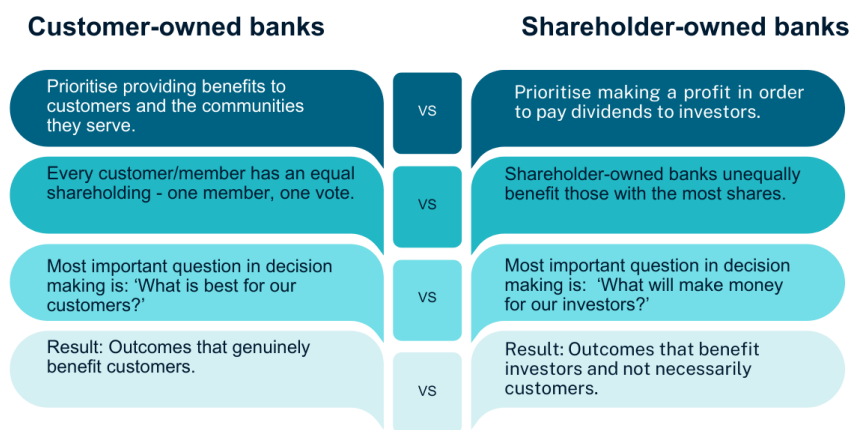 Customer-owned banks
Shareholder-owned banks
Prioritise providing benefits to
customers and the communities
they serve.
VS
Prioritise making a profit in order
to pay dividends to investors.
Every customer/member has an equal
shareholding - one member, one vote.
VS
Shareholder-owned banks unequally
benefit those with the most shares.
Most important question in decision
making is: ‘What is best for our
customers?’
VS
Most important question in decision
making is:  ‘What will make money
for our investors?’
Result: Outcomes that genuinely
benefit customers.
VS
Result: Outcomes that benefit
investors and not necessarily
customers.